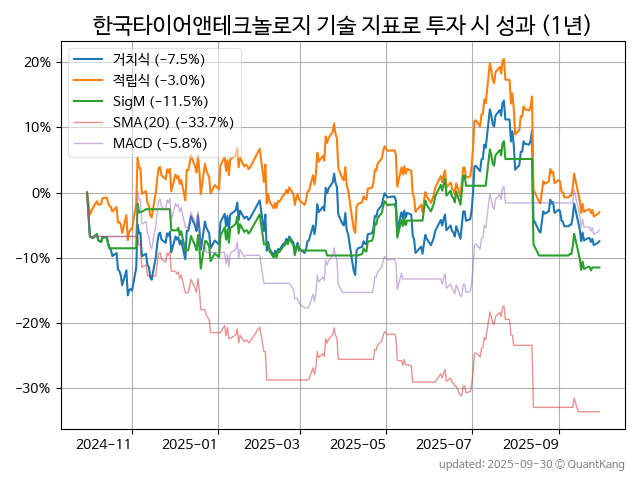 한국타이어앤테크놀로지 기술 지표로 투자 시 성과 (1년)
거치식 (−7.5%)
적립식 (−3.0%)
SigM (−11.5%)
SMA(20) (−33.7%)
MACD (−5.8%)
20%
10%
0%
−10%
−20%
−30%
2024-11
2025-01
2025-03
2025-05
2025-07
2025-09
updated: 2025-09-30 © QuantKang